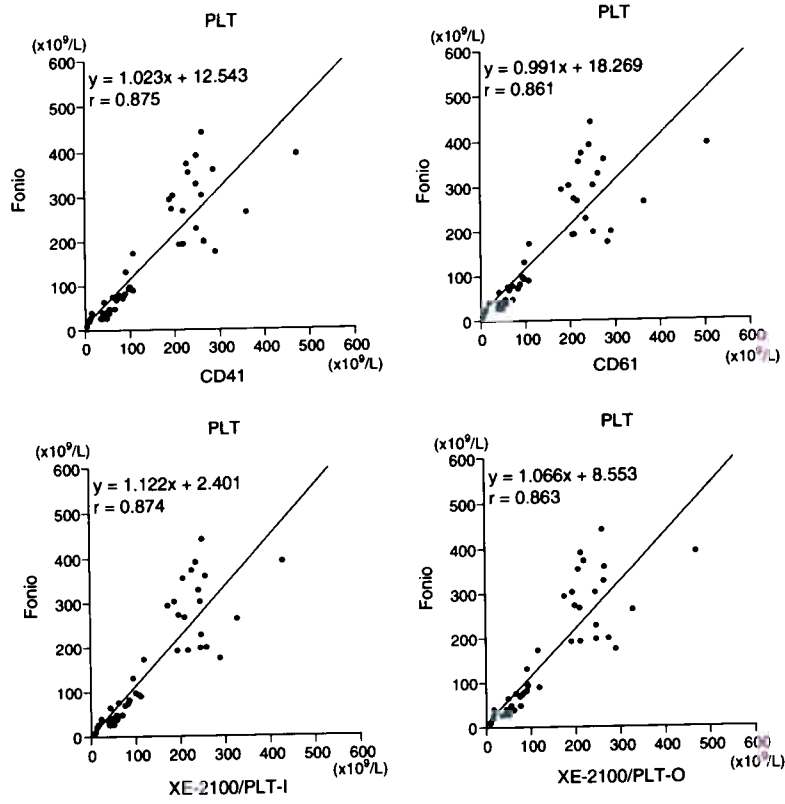 PLT
(x10⁹/L)
600
500
400
300
200
100
0
Fonio
y = 1.023x + 12.543
r = 0.875
0 100 200 300 400 500 600
(x10⁹/L)
CD41
PLT
(x10⁹/L)
600
500
400
300
200
100
0
Fonio
y = 0.991x + 18.269
r = 0.861
0 100 200 300 400 500 600
(x10⁹/L)
CD61
PLT
(x10⁹/L)
600
500
400
300
200
100
0
Fonio
y = 1.122x + 2.401
r = 0.874
0 100 200 300 400 500 600
(x10⁹/L)
XE-2100/PLT-I
PLT
(x10⁹/L)
600
500
400
300
200
100
0
Fonio
y = 1.066x + 8.553
r = 0.863
0 100 200 300 400 500 600
(x10⁹/L)
XE-2100/PLT-O